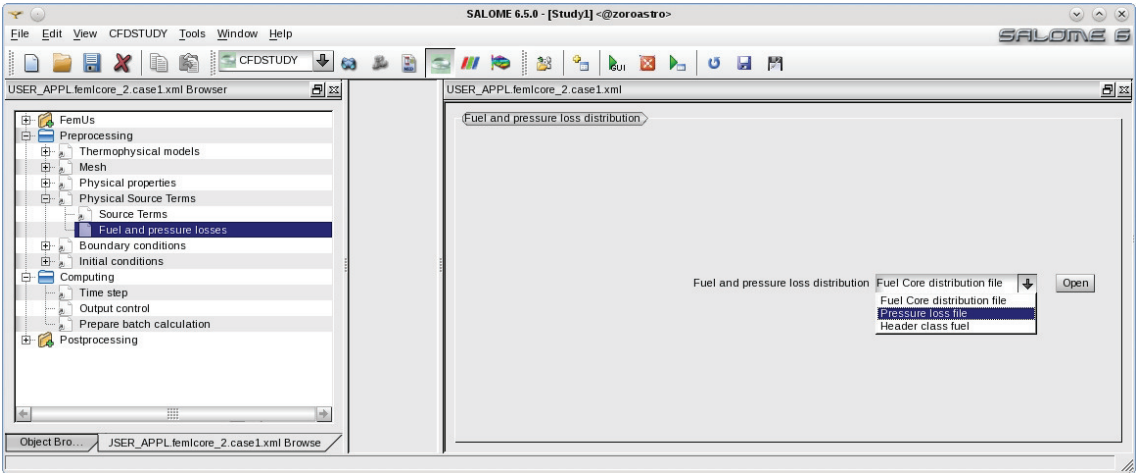 SALOME 6.5.0 - [Study1] <@zoroastro>
File Edit View CFDSTUDY Tools Window Help
SALOME 6
CFDSTUDY
GUI
USER_APPL.femlcore_2.case1.xml Browser
USER_APPL.femlcore_2.case1.xml
FemUs
Preprocessing
Thermophysical models
Mesh
Physical properties
Physical Source Terms
Source Terms
Fuel and pressure losses
Boundary conditions
Initial conditions
Computing
Time step
Output control
Prepare batch calculation
Postprocessing
Object Bro...
JSER_APPL.femlcore_2.case1.xml Browse
Fuel and pressure loss distribution
Fuel and pressure loss distribution Fuel Core distribution file Open
Fuel Core distribution file
Pressure loss file
Header class fuel